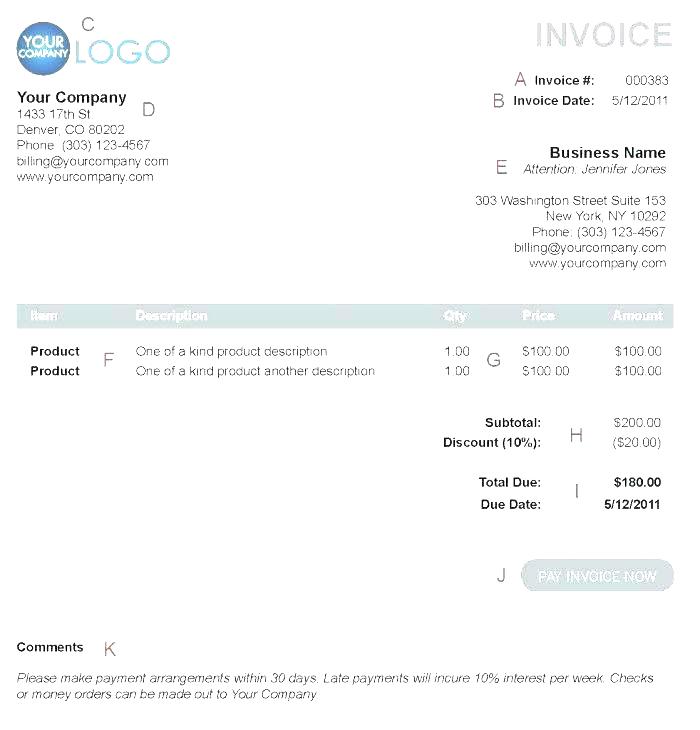 C
YOUR
COMPANY
LOGO
INVOICE
A Invoice #: 000383
B Invoice Date: 5/12/2011
Your Company
D
1433 17th St
Denver, CO 80202
Phone (303) 123-4567
billing@yourcompany com
www.yourcompany.com
Business Name
E Attention. Jennifer Jones
303 Washington Street Suite 153
New York, NY 10292
Phone: (303) 123-4567
billing@yourcompany.com
www.yourcompany.com
Item Description Qty Price Amount
Product One of a kind product description 1.00 $100 00 $100.00
F G
Product One of a kind product another description 1 00 $100 00 $100.00
Subtotal: $200.00
H
Discount (10%): ($20.00)
Total Due: $180.00
I
Due Date: 5/12/2011
J PAY INVOICE NOW
Comments K
Please make payment arrangements within 30 days. Late payments will incure 10% interest per week. Checks
or money orders can be made out to Your Company